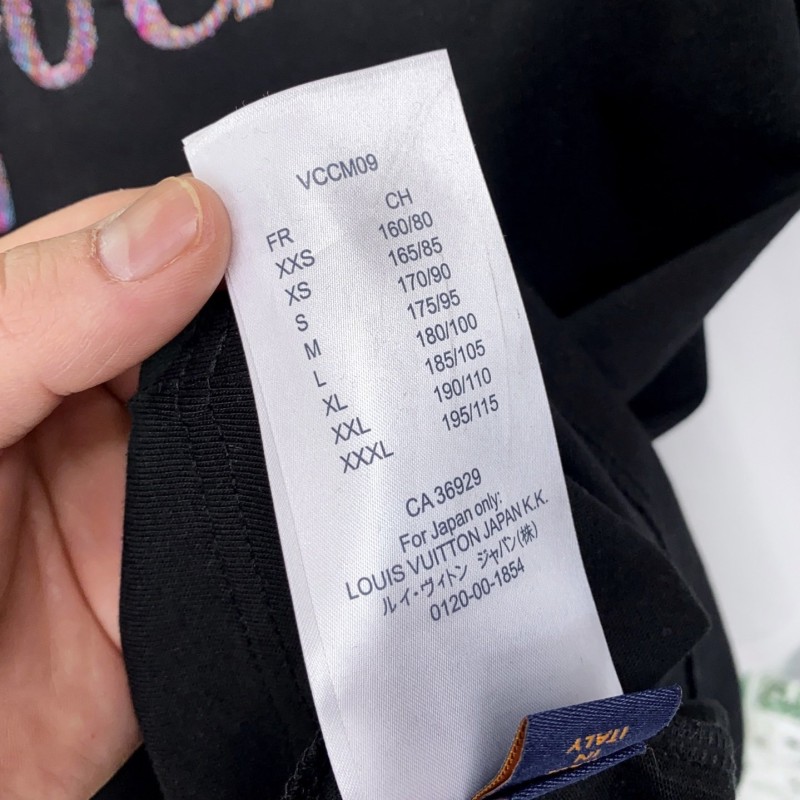 VCCM09
FR CH
XXS 160/80
XS 165/85
S 170/90
M 175/95
L 180/100
XL 185/105
XXL 190/110
XXXL 195/115
CA 36929
For Japan only:
LOUIS VUITTON JAPAN K.K.
ルイ・ヴィトン ジャパン(株)
0120-00-1854
IN
ITALY